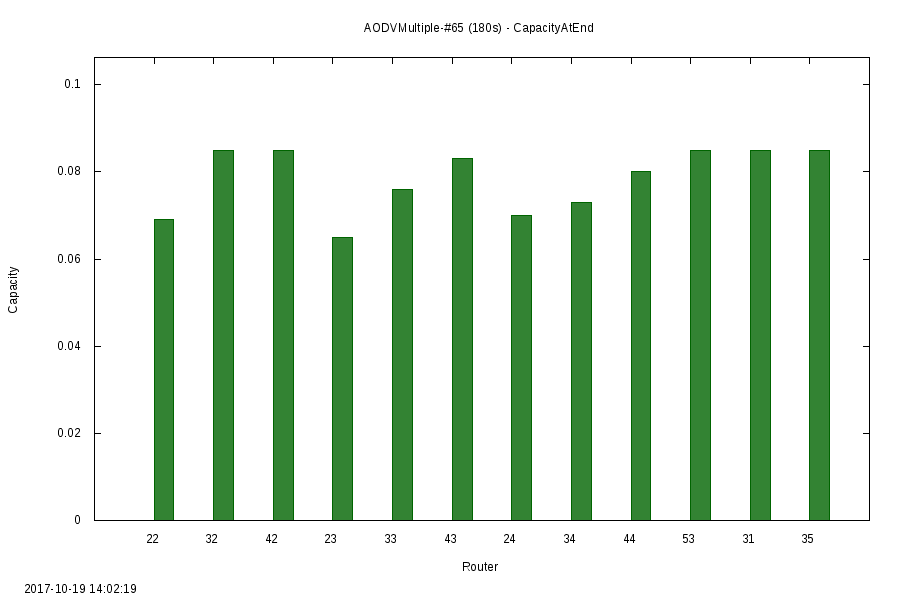 AODVMultiple-#65 (180s) - CapacityAtEnd
0.1
0.08
0.06
0.04
0.02
0
Capacity
22 32 42 23 33 43 24 34 44 53 31 35
Router
2017-10-19 14:02:19